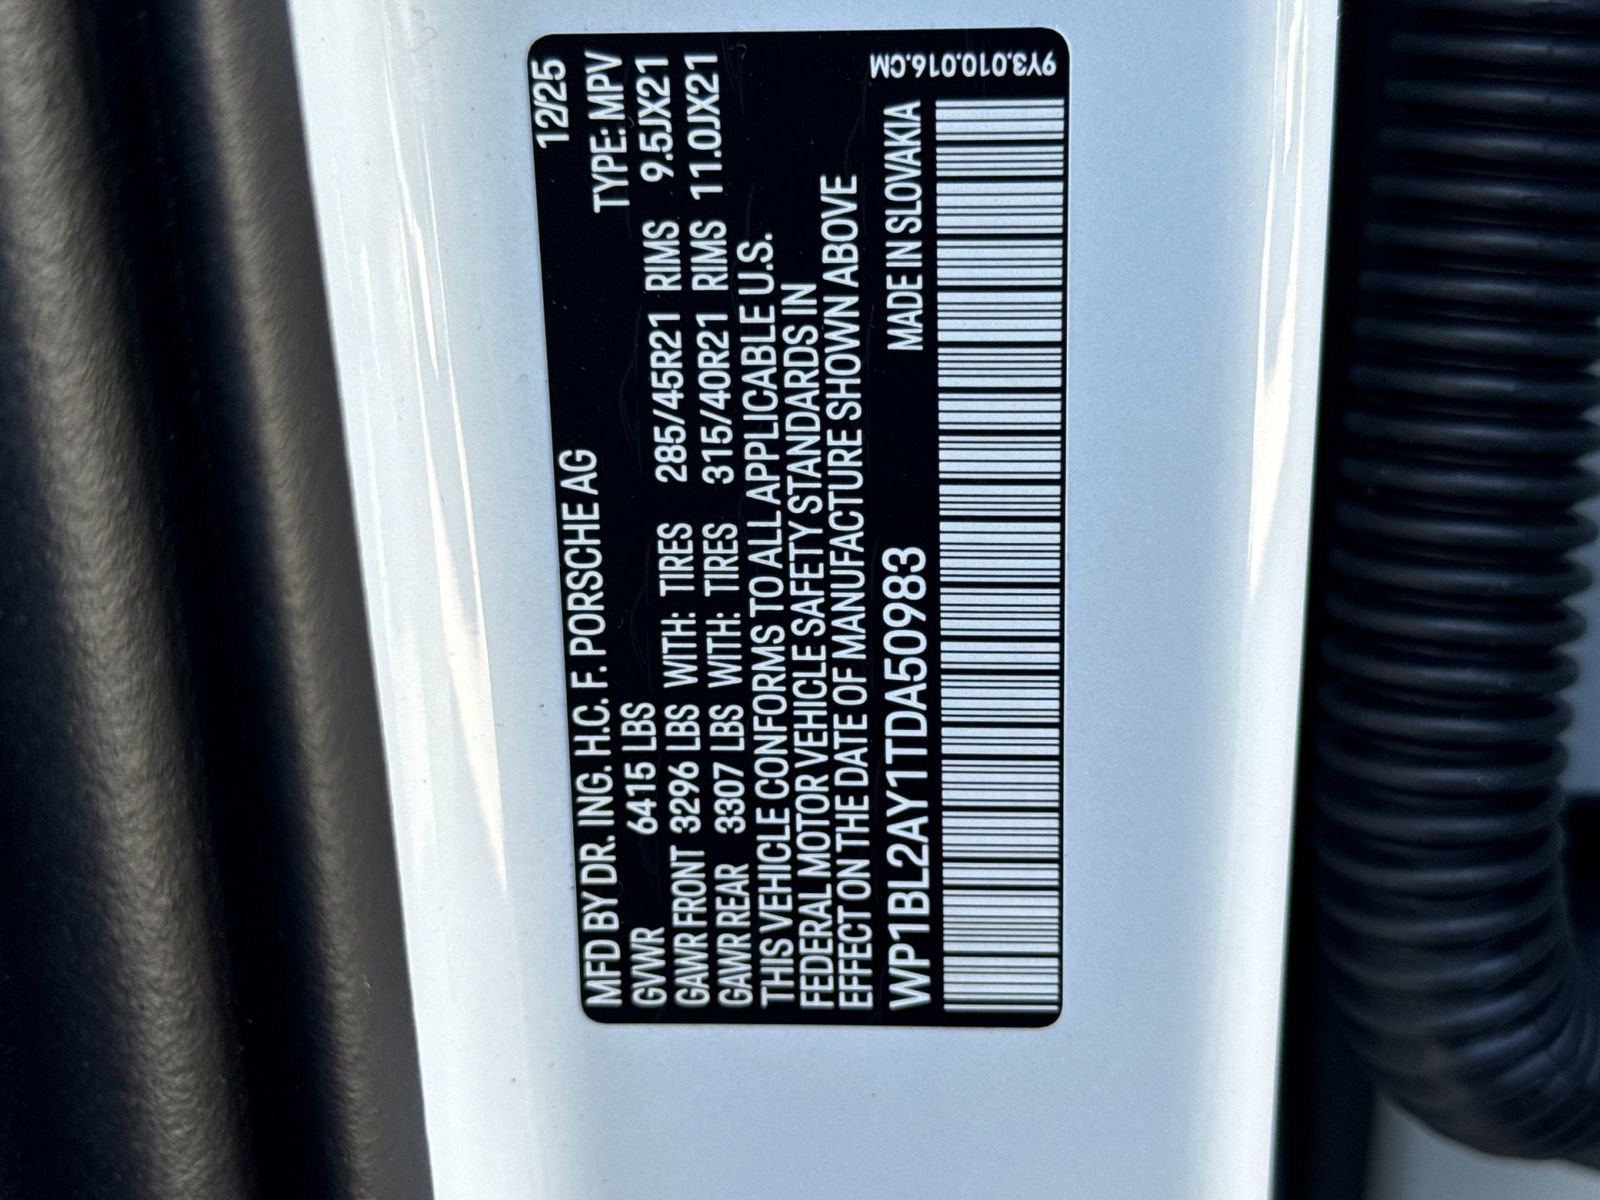 MFD BY DR. ING. H.C. F. PORSCHE AG 12/25
GVWR 6415 LBS TYPE: MPV
GAWR FRONT 3296 LBS WITH: TIRES 285/45R21 RIMS 9.5JX21
GAWR REAR 3307 LBS WITH: TIRES 315/40R21 RIMS 11.0JX21
THIS VEHICLE CONFORMS TO ALL APPLICABLE U.S.
FEDERAL MOTOR VEHICLE SAFETY STANDARDS IN
EFFECT ON THE DATE OF MANUFACTURE SHOWN ABOVE
WP1BL2AY1TDA50983 MADE IN SLOVAKIA
9Y3.010.016.CM